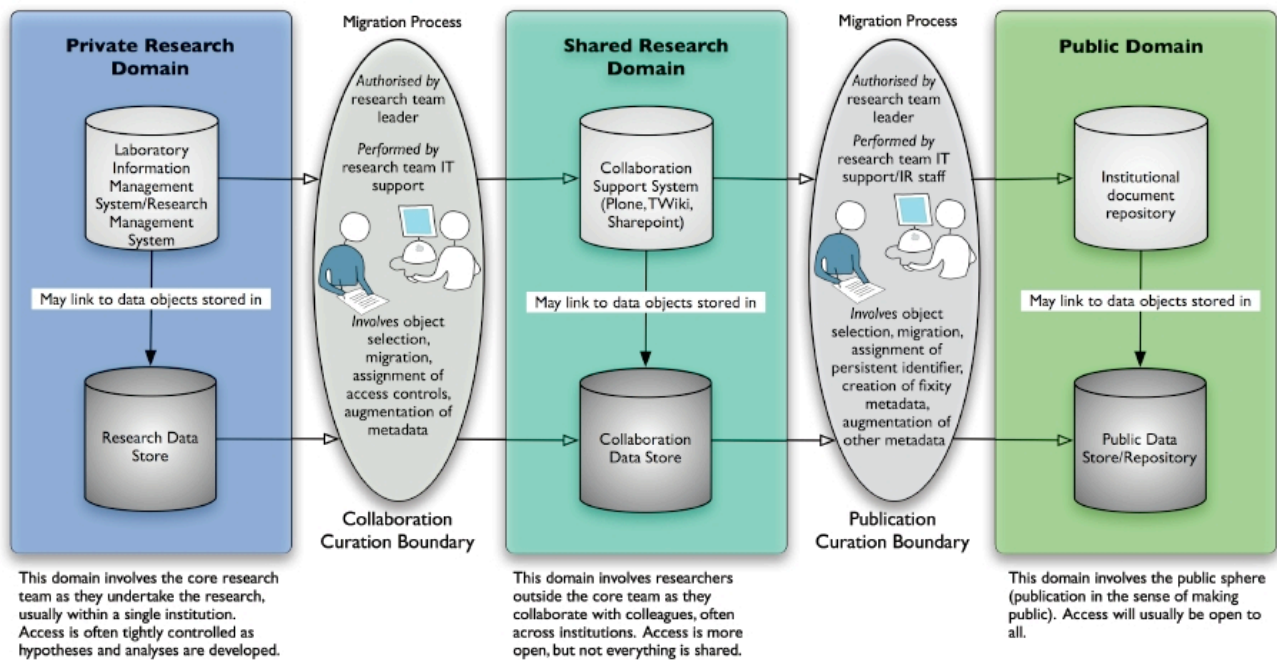 Private Research
Domain
Laboratory
Information
Management
System/Research
Management
System
May link to data objects stored in
Research Data
Store
This domain involves the core research
team as they undertake the research,
usually within a single institution.
Access is often tightly controlled as
hypotheses and analyses are developed.
Migration Process
Authorised by
research team
leader
Performed by
research team IT
support
Involves object
selection,
migration,
assignment of
access controls,
augmentation of
metadata
Collaboration
Curation Boundary
Shared Research
Domain
Collaboration
Support System
(Plone, TWiki,
Sharepoint)
May link to data objects stored in
Collaboration
Data Store
This domain involves researchers
outside the core team as they
collaborate with colleagues, often
across institutions. Access is more
open, but not everything is shared.
Migration Process
Authorised by
research team
leader
Performed by
research team IT
support/IR staff
Involves object
selection, migration,
assignment of
persistent identifier,
creation of fixity
metadata,
augmentation of
other metadata
Publication
Curation Boundary
Public Domain
Institutional
document
repository
May link to data objects stored in
Public Data
Store/Repository
This domain involves the public sphere
(publication in the sense of making
public). Access will usually be open to
all.